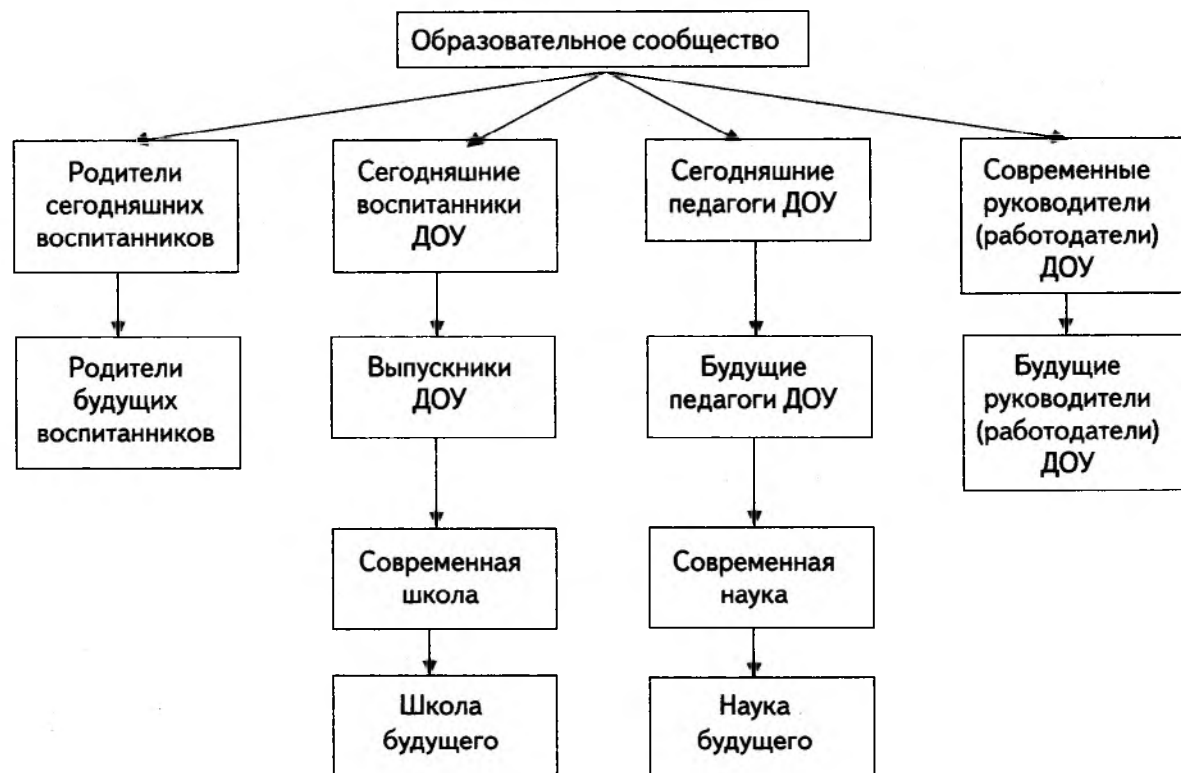 Образовательное сообщество
Родители
сегодняшних
воспитанников
Сегодняшние
воспитанники
ДОУ
Сегодняшние
педагоги ДОУ
Современные
руководители
(работодатели)
ДОУ
Родители
будущих
воспитанников
Выпускники
ДОУ
Будущие
педагоги ДОУ
Будущие
руководители
(работодатели)
ДОУ
Современная
школа
Современная
наука
Школа
будущего
Наука
будущего